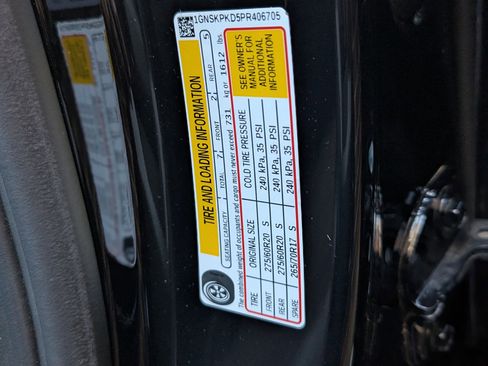 1GNSKPKD5PR406705
TIRE AND LOADING INFORMATION
SEATING CAPACITY TOTAL 7 FRONT 2 REAR 5
The combined weight of occupants and cargo must never exceed 731 kg or 1612 lbs.
TIRE ORIGINAL SIZE COLD TIRE PRESSURE
FRONT 275/60R20 S 240 kPa, 35 PSI
REAR 275/60R20 S 240 kPa, 35 PSI
SPARE 265/70R17 S 240 kPa, 35 PSI
SEE OWNER'S
MANUAL FOR
ADDITIONAL
INFORMATION